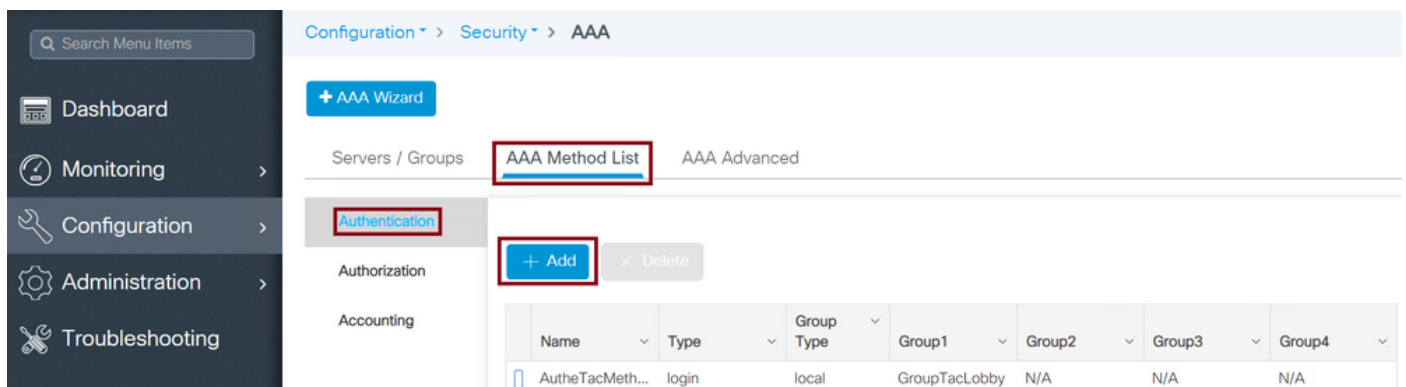 Search Menu Items
Dashboard
Monitoring
Configuration
Administration
Troubleshooting
Configuration > Security > AAA
+ AAA Wizard
Servers / Groups AAA Method List AAA Advanced
Authentication
Authorization
Accounting
+ Add × Delete
Name Type Group Type Group1 Group2 Group3 Group4
AutheTacMeth... login local GroupTacLobby N/A N/A N/A